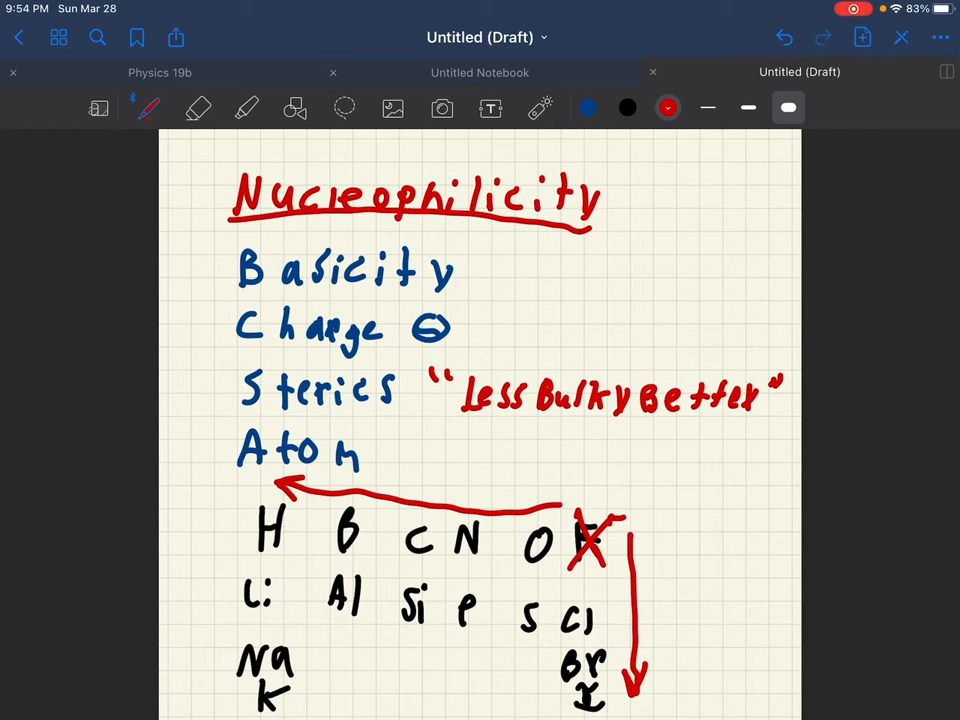 9:54 PM Sun Mar 28 83%
Untitled (Draft)
Physics 19b Untitled Notebook Untitled (Draft)
Nucleophilicity
Basicity
Charge ⊖
Sterics "Less Bulky Better"
Atom
H B C N O F
Li Al Si P S Cl
Na Br
K I